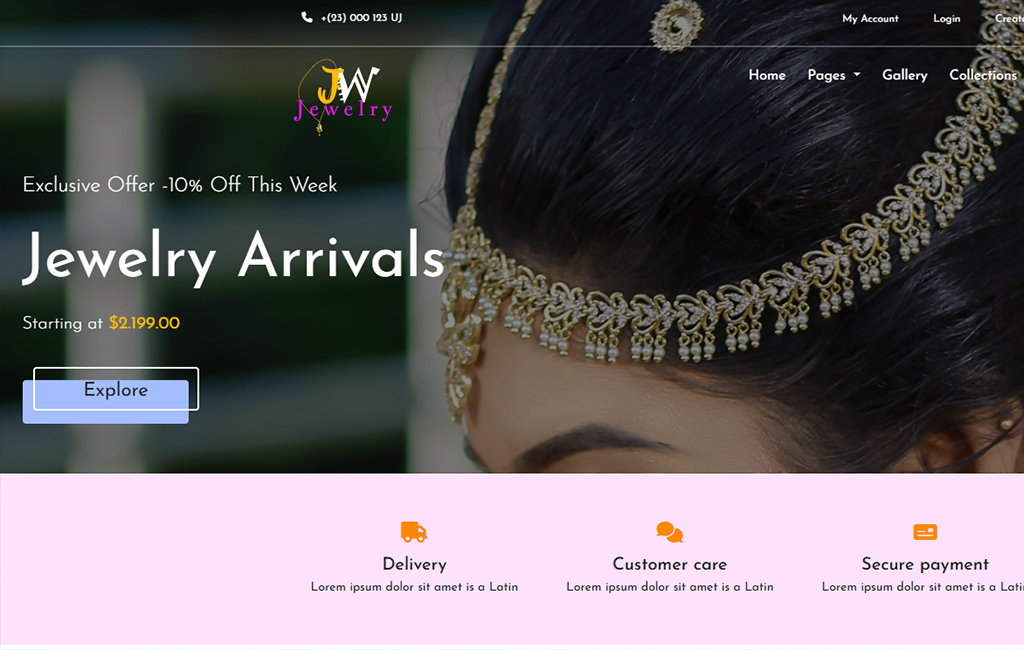 +(23) 000 123 UJ
My Account Login Create
Home Pages Gallery Collections
JW
Jewelry
Exclusive Offer -10% Off This Week
Jewelry Arrivals
Starting at $2.199.00
Explore
Delivery Customer care Secure payment
Lorem ipsum dolor sit amet is a Latin Lorem ipsum dolor sit amet is a Latin Lorem ipsum dolor sit amet is a Latin